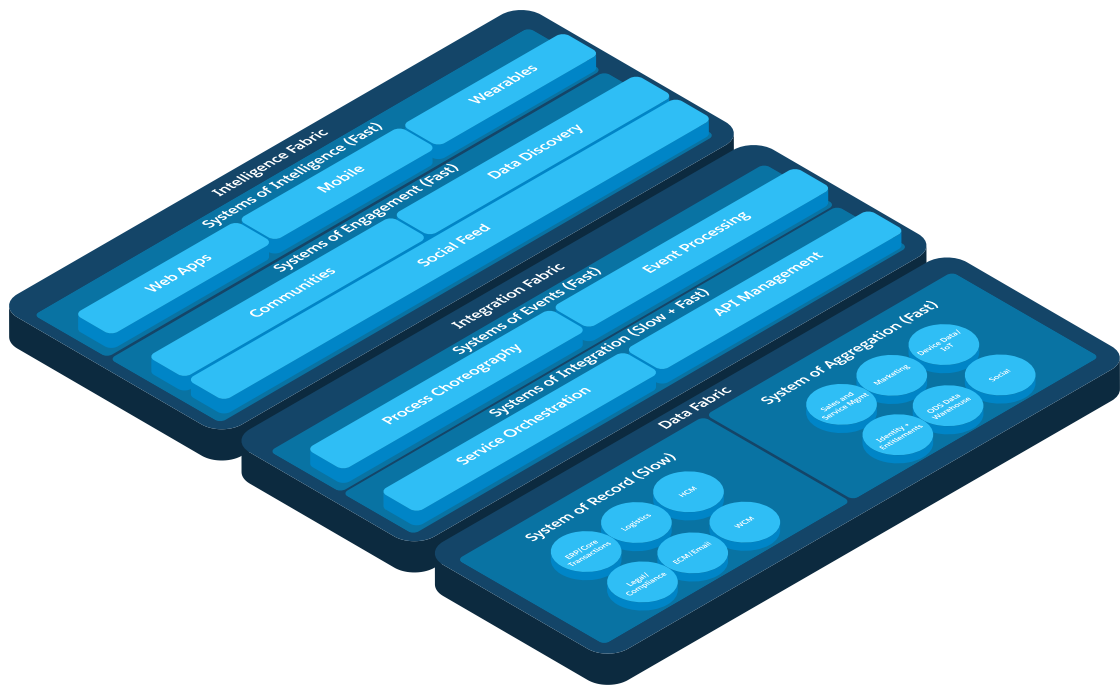 Intelligence Fabric
Systems of Intelligence (Fast)
Web Apps
Mobile
Wearables
Systems of Engagement (Fast)
Communities
Data Discovery
Social Feed
Integration Fabric
Systems of Events (Fast)
Process Choreography
Event Processing
Systems of Integration (Slow + Fast)
Service Orchestration
API Management
Data Fabric
System of Record (Slow)
ERP/Core
Transactions
Logistics
HCM
Legal/
Compliance
ECM/Email
WCM
System of Aggregation (Fast)
Sales and
Service Mgmt
Marketing
Device Data/
IoT
Identity +
Entitlements
ODS Data
Warehouse
Social